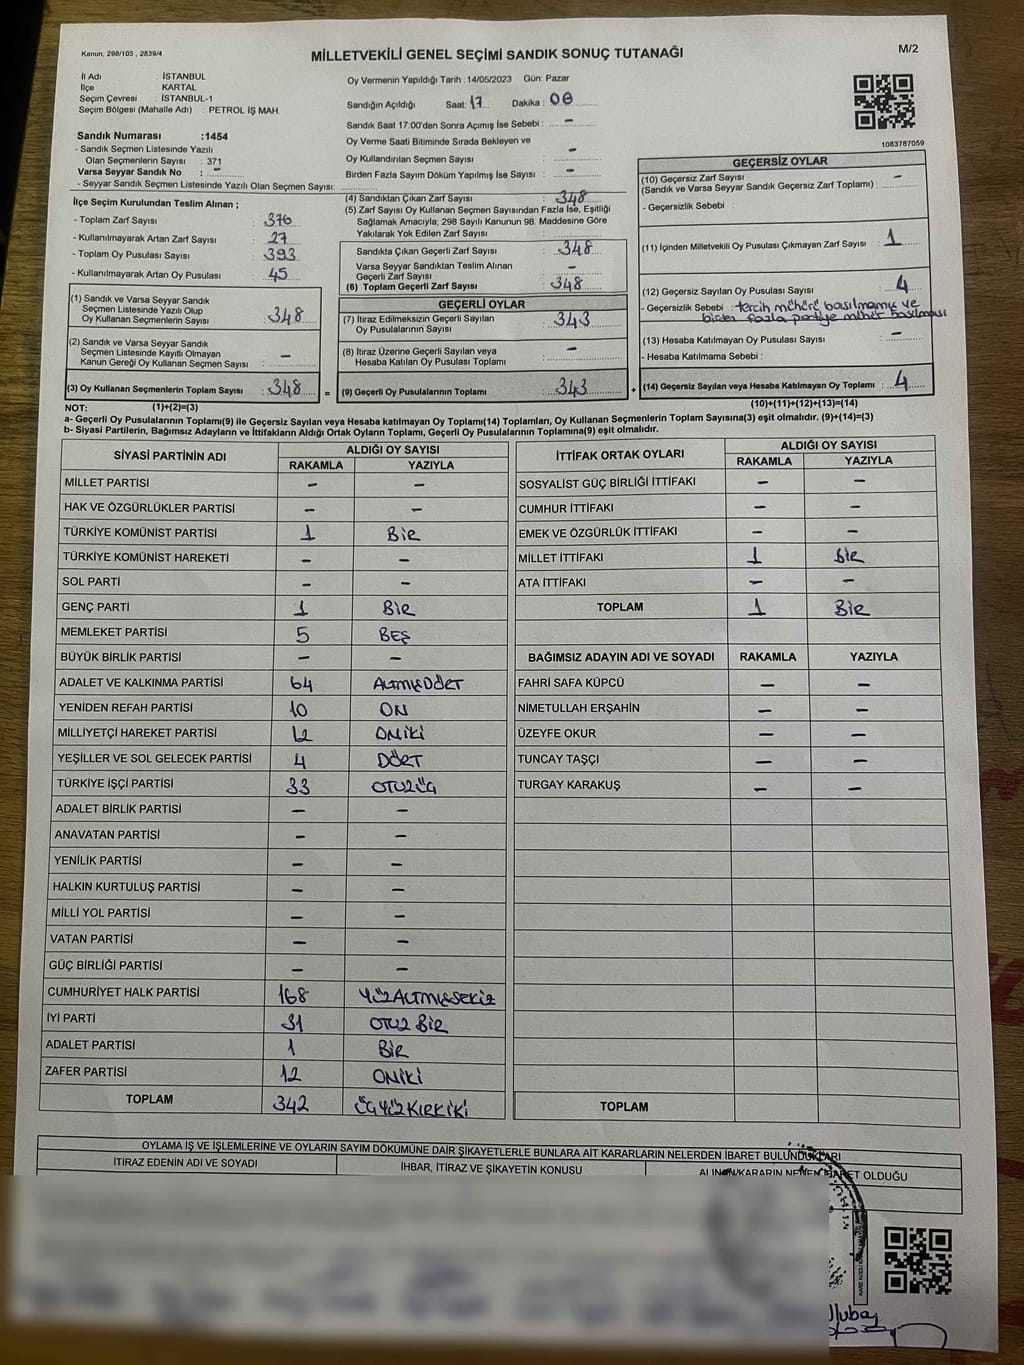 Kanun, 298/105 , 2839/4
MİLLETVEKİLİ GENEL SEÇİMİ SANDIK SONUÇ TUTANAĞI
M/2
İl Adı : İSTANBUL
İlçe : KARTAL
Seçim Çevresi : İSTANBUL-1
Seçim Bölgesi (Mahalle Adı) : PETROL İŞ MAH.
Sandık Numarası :1454
- Sandık Seçmen Listesinde Yazılı
Olan Seçmenlerin Sayısı : 371
Varsa Seyyar Sandık No : -
- Seyyar Sandık Seçmen Listesinde Yazılı Olan Seçmen Sayısı:
İlçe Seçim Kurulundan Teslim Alınan ;
- Toplam Zarf Sayısı : 376
- Kullanılmayarak Artan Zarf Sayısı : 27
- Toplam Oy Pusulası Sayısı : 393
- Kullanılmayarak Artan Oy Pusulası : 45
(1) Sandık ve Varsa Seyyar Sandık
Seçmen Listesinde Yazılı Olup
Oy Kullanan Seçmenlerin Sayısı : 348
(2) Sandık ve Varsa Seyyar Sandık
Seçmen Listesinde Kayıtlı Olmayan
Kanun Gereği Oy Kullanan Seçmen Sayısı : -
(3) Oy Kullanan Seçmenlerin Toplam Sayısı : 348
Oy Vermenin Yapıldığı Tarih :14/05/2023 Gün: Pazar
Sandığın Açıldığı Saat: 17 Dakika : 00
Sandık Saat 17:00'den Sonra Açımış İse Sebebi : -
Oy Verme Saati Bitiminde Sırada Bekleyen ve
Oy Kullandırılan Seçmen Sayısı : -
Birden Fazla Sayım Döküm Yapılmış İse Sayısı : -
(4) Sandıktan Çıkan Zarf Sayısı : 348
(5) Zarf Sayısı Oy Kullanan Seçmen Sayısından Fazla İse, Eşitliği
Sağlamak Amacıyla, 298 Sayılı Kanunun 98. Maddesine Göre
Yakılarak Yok Edilen Zarf Sayısı :
Sandıkta Çıkan Geçerli Zarf Sayısı : 348
Varsa Seyyar Sandıktan Teslim Alınan
Geçerli Zarf Sayısı : -
(6) Toplam Geçerli Zarf Sayısı : 348
GEÇERLİ OYLAR
(7) İtiraz Edilmeksizin Geçerli Sayılan
Oy Pusulalarının Sayısı : 343
(8) İtiraz Üzerine Geçerli Sayılan veya
Hesaba Katılan Oy Pusulası Toplamı : -
= (9) Geçerli Oy Pusulalarının Toplamı : 343 +
1083787059
GEÇERSİZ OYLAR
(10) Geçersiz Zarf Sayısı
(Sandık ve Varsa Seyyar Sandık Geçersiz Zarf Toplamı) : -
- Geçersizlik Sebebi :
(11) İçinden Milletvekili Oy Pusulası Çıkmayan Zarf Sayısı : 1
(12) Geçersiz Sayılan Oy Pusulası Sayısı : 4
- Geçersizlik Sebebi : tercih mühürü basılmamış ve
birden fazla partiye mühür basılması
(13) Hesaba Katılmayan Oy Pusulası Sayısı : -
- Hesaba Katılmama Sebebi :
(14) Geçersiz Sayılan veya Hesaba Katılmayan Oy Toplamı : 4
NOT: (1)+(2)=(3)
(10)+(11)+(12)+(13)=(14)
a- Geçerli Oy Pusulalarının Toplamı(9) ile Geçersiz Sayılan veya Hesaba katılmayan Oy Toplamı(14) Toplamları, Oy Kullanan Seçmenlerin Toplam Sayısına(3) eşit olmalıdır. (9)+(14)=(3)
b- Siyasi Partilerin, Bağımsız Adayların ve İttifakların Aldığı Ortak Oyların Toplamı, Geçerli Oy Pusulalarının Toplamına(9) eşit olmalıdır.
SİYASİ PARTİNİN ADI ALDIĞI OY SAYISI
RAKAMLA YAZIYLA
MİLLET PARTİSİ - -
HAK VE ÖZGÜRLÜKLER PARTİSİ - -
TÜRKİYE KOMÜNİST PARTİSİ 1 BİR
TÜRKİYE KOMÜNİST HAREKETİ - -
SOL PARTİ - -
GENÇ PARTİ 1 BİR
MEMLEKET PARTİSİ 5 BEŞ
BÜYÜK BİRLİK PARTİSİ - -
ADALET VE KALKINMA PARTİSİ 64 ALTMIŞDÖRT
YENİDEN REFAH PARTİSİ 10 ON
MİLLİYETÇİ HAREKET PARTİSİ 12 ONİKİ
YEŞİLLER VE SOL GELECEK PARTİSİ 4 DÖRT
TÜRKİYE İŞÇİ PARTİSİ 33 OTUZÜÇ
ADALET BİRLİK PARTİSİ - -
ANAVATAN PARTİSİ - -
YENİLİK PARTİSİ - -
HALKIN KURTULUŞ PARTİSİ - -
MİLLİ YOL PARTİSİ - -
VATAN PARTİSİ - -
GÜÇ BİRLİĞİ PARTİSİ - -
CUMHURİYET HALK PARTİSİ 168 YÜZALTMIŞSEKİZ
İYİ PARTİ 31 OTUZ BİR
ADALET PARTİSİ 1 BİR
ZAFER PARTİSİ 12 ONİKİ
TOPLAM 342 ÜÇYÜZKIRKİKİ
İTTİFAK ORTAK OYLARI ALDIĞI OY SAYISI
RAKAMLA YAZIYLA
SOSYALİST GÜÇ BİRLİĞİ İTTİFAKI - -
CUMHUR İTTİFAKI - -
EMEK VE ÖZGÜRLÜK İTTİFAKI - -
MİLLET İTTİFAKI 1 BİR
ATA İTTİFAKI - -
TOPLAM 1 BİR
BAĞIMSIZ ADAYIN ADI VE SOYADI RAKAMLA YAZIYLA
FAHRİ SAFA KÜPCÜ - -
NİMETULLAH ERŞAHİN - -
ÜZEYFE OKUR - -
TUNCAY TAŞÇI - -
TURGAY KARAKUŞ - -
TOPLAM
OYLAMA İŞ VE İŞLEMLERİNE VE OYLARIN SAYIM DÖKÜMÜNE DAİR ŞİKAYETLERLE BUNLARA AİT KARARLARIN NELERDEN İBARET BULUNDUKLARI
İTİRAZ EDENİN ADI VE SOYADI İHBAR, İTİRAZ VE ŞİKAYETİN KONUSU ALINAN KARARIN NEDEN İBARET OLDUĞU